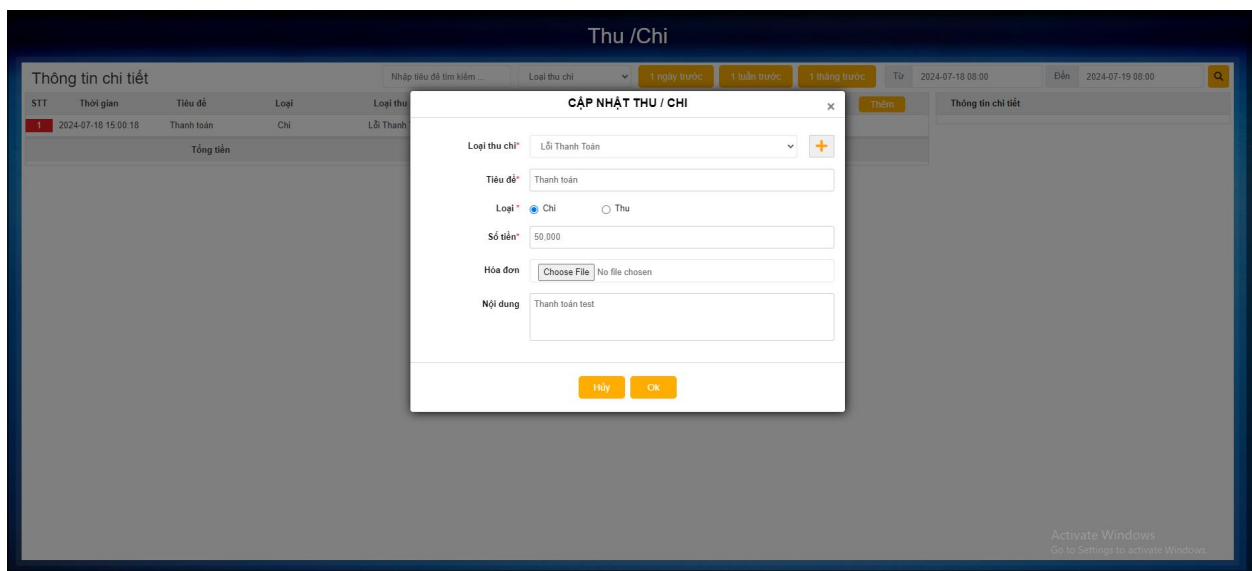 Thu /Chi
Thông tin chi tiết
Nhập tiêu đề tìm kiếm ...
Loại thu chi
1 ngày trước
1 tuần trước
1 tháng trước
Từ
2024-07-18 08:00
Đến
2024-07-19 08:00
STT
Thời gian
Tiêu đề
Loại
Loại thu
Thêm
Thông tin chi tiết
1
2024-07-18 15:00:18
Thanh toán
Chi
Lỗi Thanh
Tổng tiền
CẬP NHẬT THU / CHI
×
Loại thu chi*
Lỗi Thanh Toán
+
Tiêu đề*
Thanh toán
Loại *
Chi
Thu
Số tiền*
50,000
Hóa đơn
Choose File
No file chosen
Nội dung
Thanh toán test
Hủy
Ok
Activate Windows
Go to Settings to activate Windows.